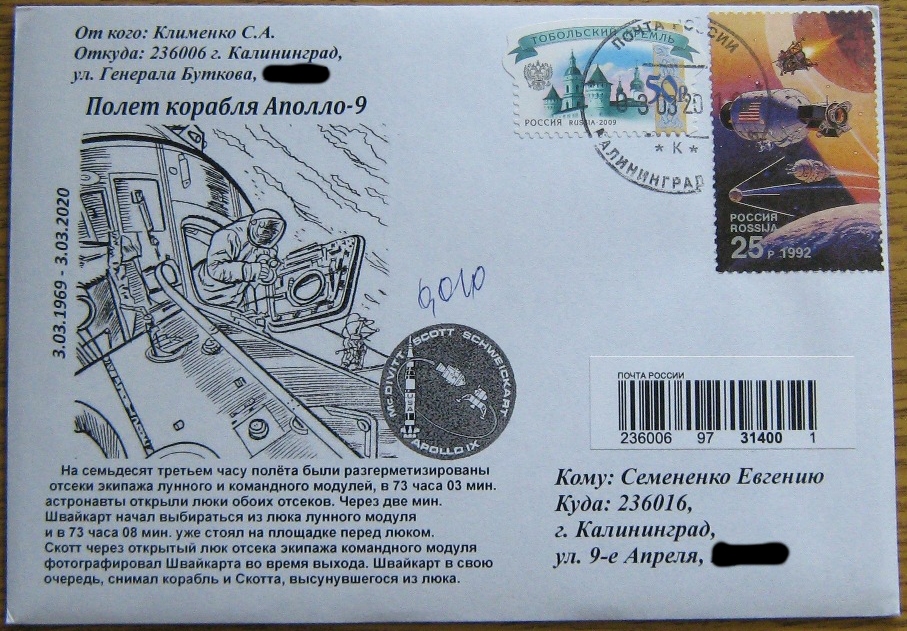 От кого: Клименко С.А.
Откуда: 236006 г. Калининград,
ул. Генерала Буткова,
Полет корабля Аполло-9
3.03.1969 - 3.03.2020
ТОБОЛЬСКИЙ КРЕМЛЬ
50р
РОССИЯ RUSSIA·2009
ПОЧТА РОССИИ
03 03 20
* К *
КАЛИНИНГРАД
РОССИЯ
ROSSIJA
25 Р 1992
0,010
McDIVITT SCOTT SCHWEICKART
USA
APOLLO IX
ПОЧТА РОССИИ
236006 97 31400 1
На семьдесят третьем часу полёта были разгерметизированы
отсеки экипажа лунного и командного модулей, в 73 часа 03 мин.
астронавты открыли люки обоих отсеков. Через две мин.
Швайкарт начал выбираться из люка лунного модуля
и в 73 часа 08 мин. уже стоял на площадке перед люком.
Скотт через открытый люк отсека экипажа командного модуля
фотографировал Швайкарта во время выхода. Швайкарт в свою
очередь, снимал корабль и Скотта, высунувшегося из люка.
Кому: Семененко Евгению
Куда: 236016,
г. Калининград,
ул. 9-е Апреля,